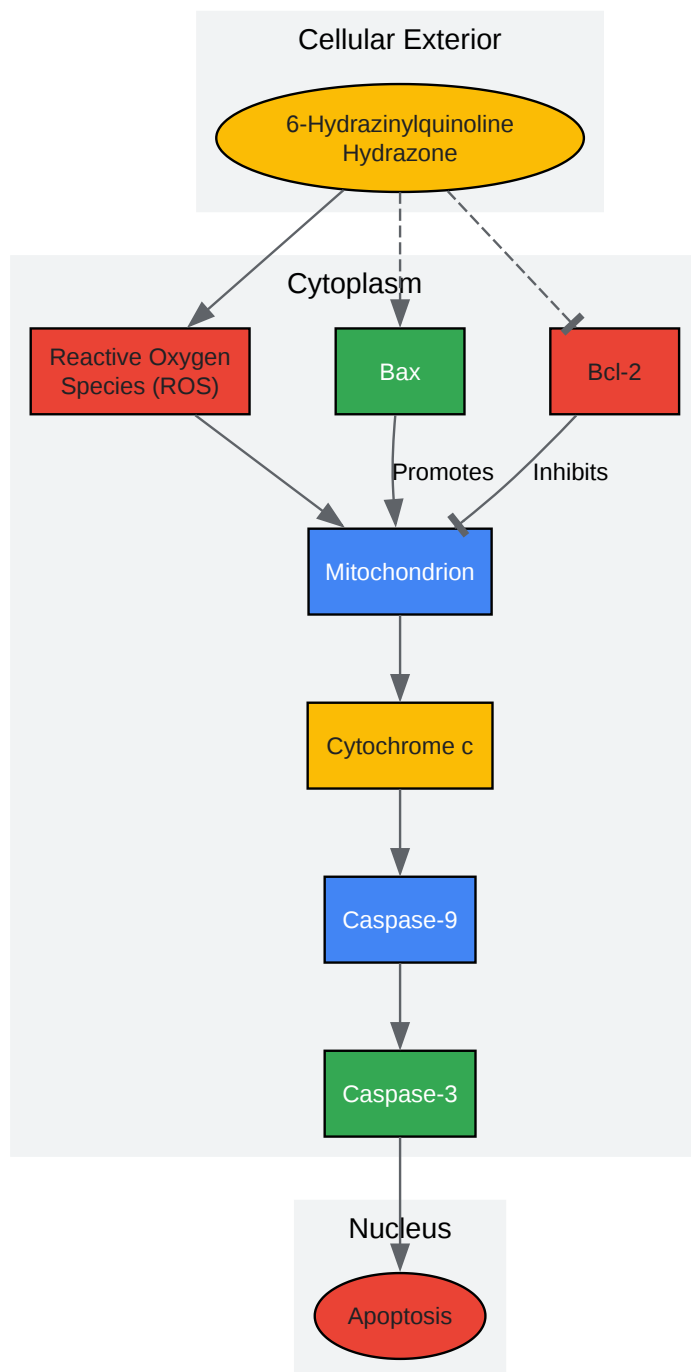 Cellular Exterior
6-Hydrazinylquinoline
Hydrazone
Cytoplasm
Reactive Oxygen
Species (ROS)
Bax
Bcl-2
Promotes
Inhibits
Mitochondrion
Cytochrome c
Caspase-9
Caspase-3
Nucleus
Apoptosis